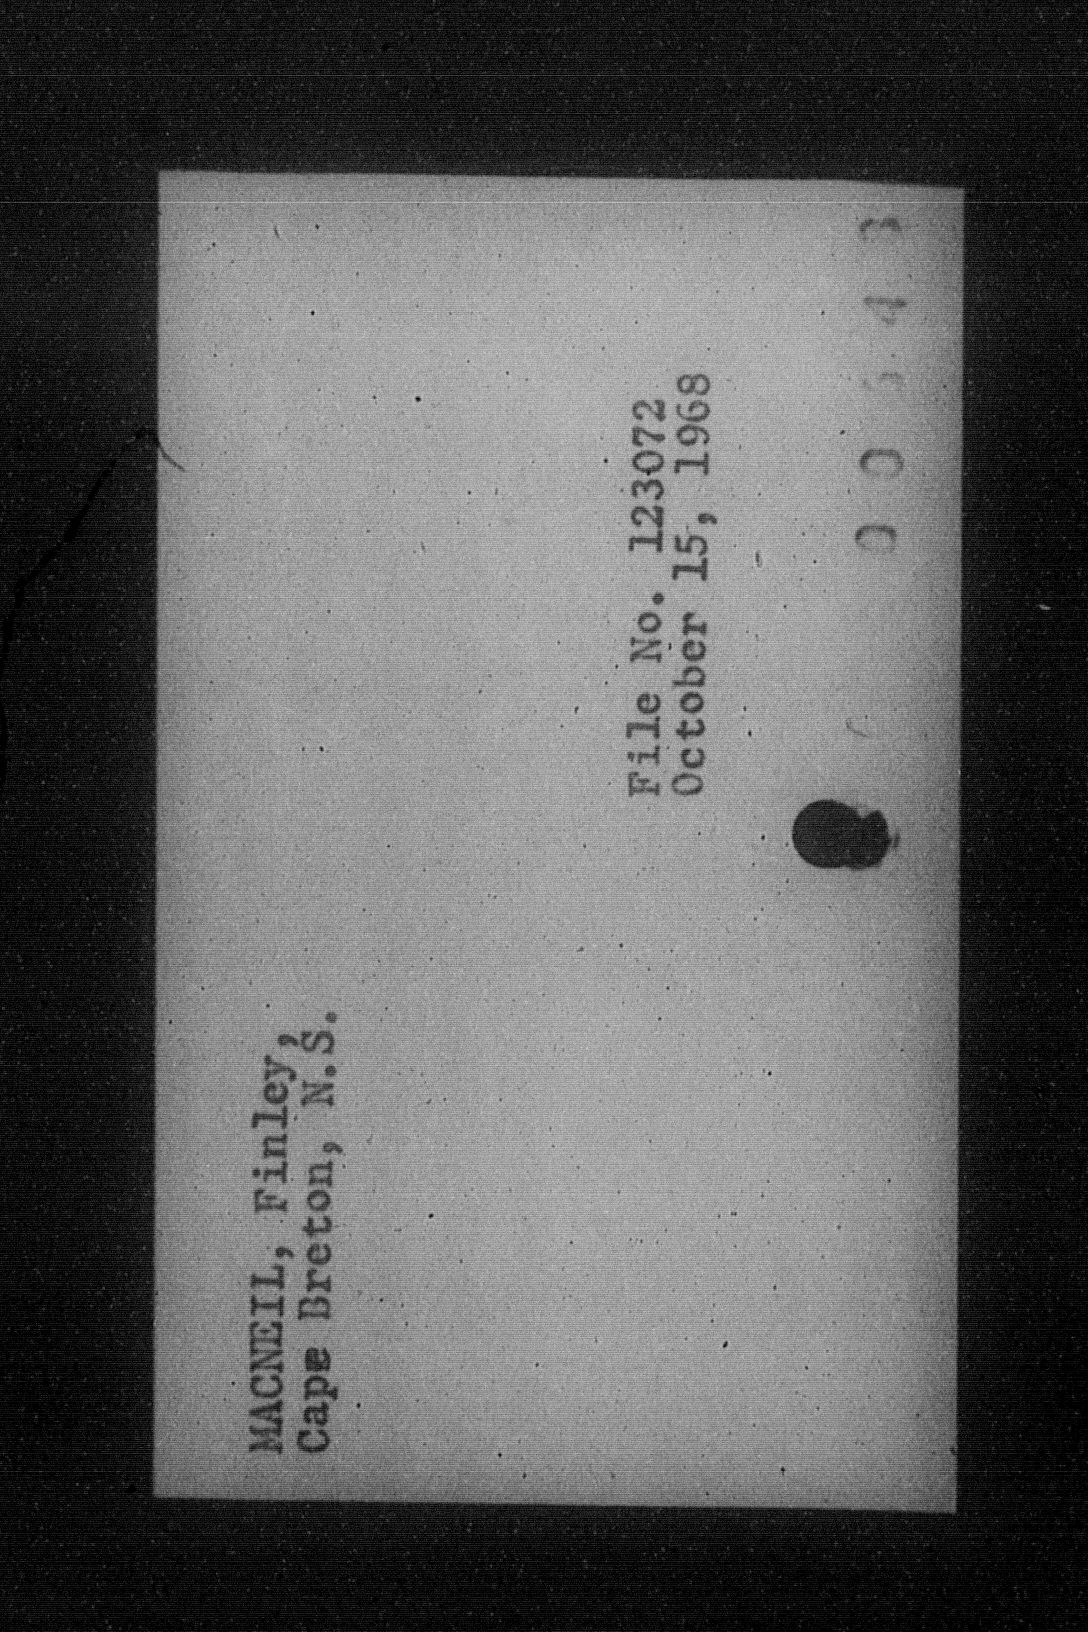 MACNEIL, Finley,
Cape Breton, N.S.
File No. 123072
October 15, 1968